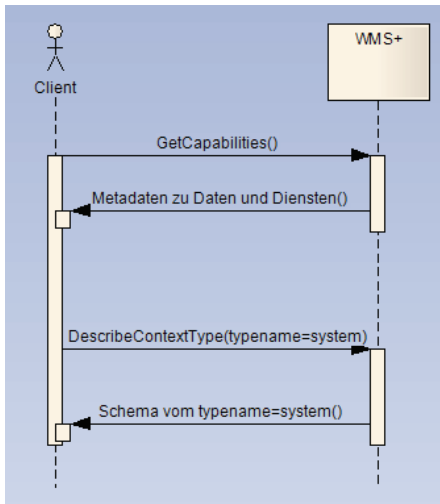 WMS+
Client
GetCapabilities()
Metadaten zu Daten und Diensten()
DescribeContextType(typename=system)
Schema vom typename=system()